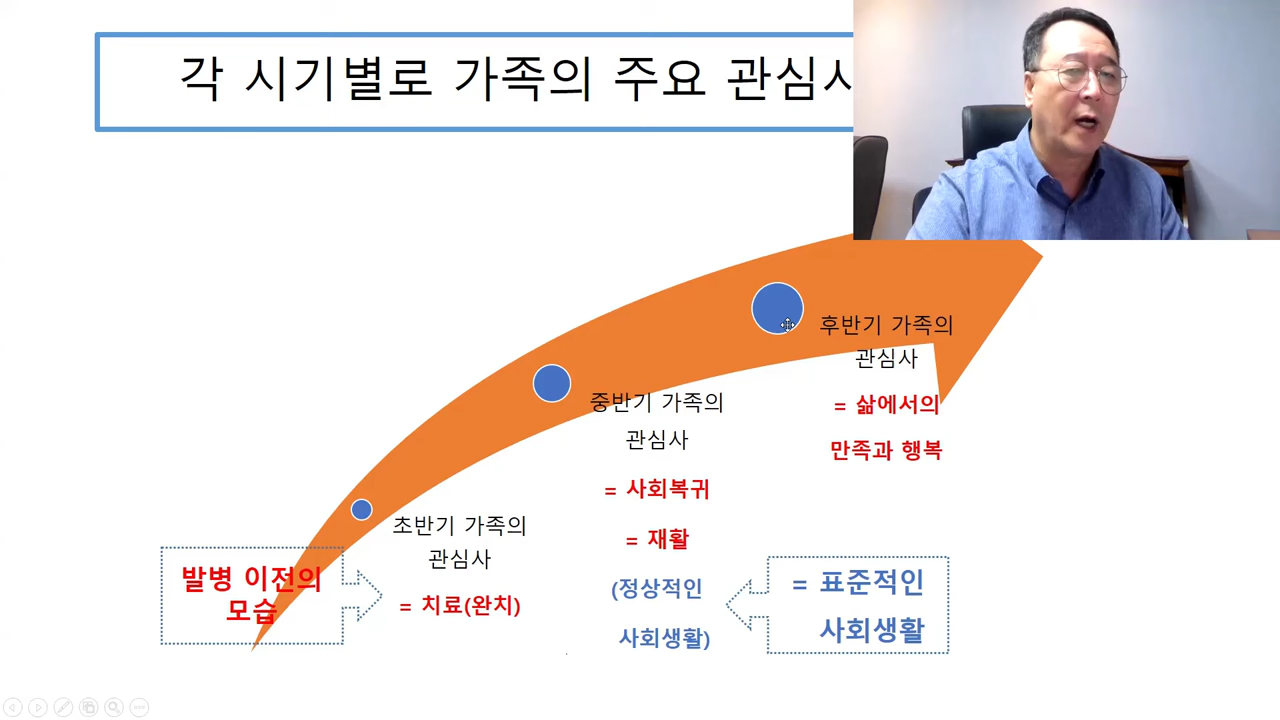 각 시기별로 가족의 주요 관심사
후반기 가족의
관심사
= 삶에서의
만족과 행복
중반기 가족의
관심사
= 사회복귀
= 재활
(정상적인
사회생활)
초반기 가족의
관심사
= 치료(완치)
발병 이전의
모습
= 표준적인
사회생활